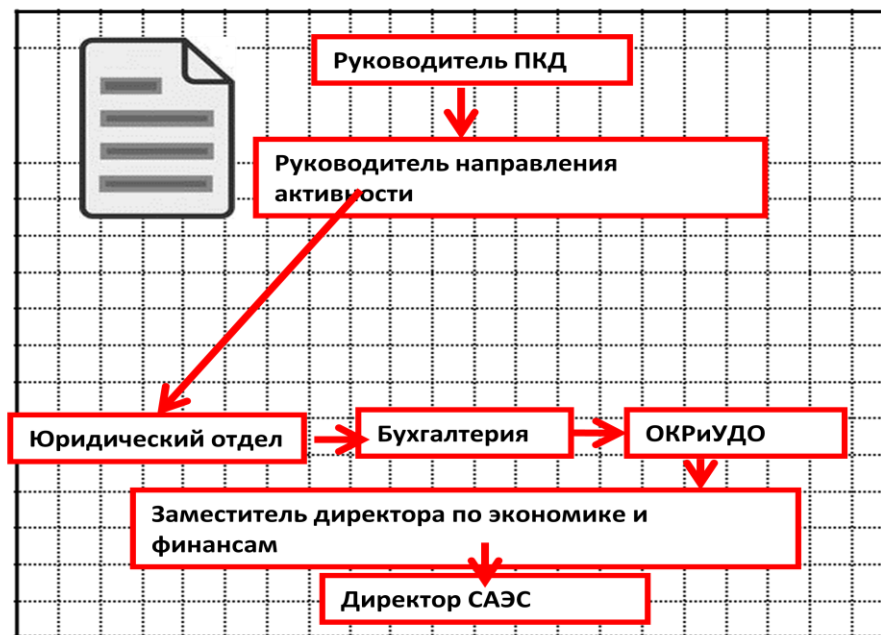 Руководитель ПКД
Руководитель направления
активности
Юридический отдел
Бухгалтерия
ОКРиУДО
Заместитель директора по экономике и
финансам
Директор САЭС